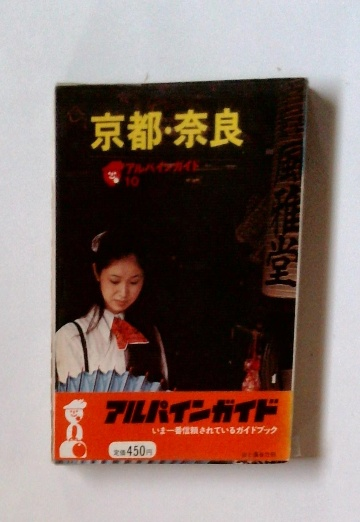 京都・奈良
アルパインガイド
10
雅堂
アルパインガイド
いま一番信頼されているガイドブック
定価450円